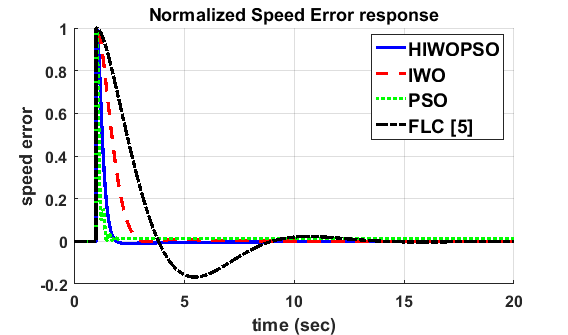 Normalized Speed Error response
1
0.8
0.6
0.4
0.2
0
-0.2
speed error
HIWOPSO
IWO
PSO
FLC [5]
0 5 10 15 20
time (sec)